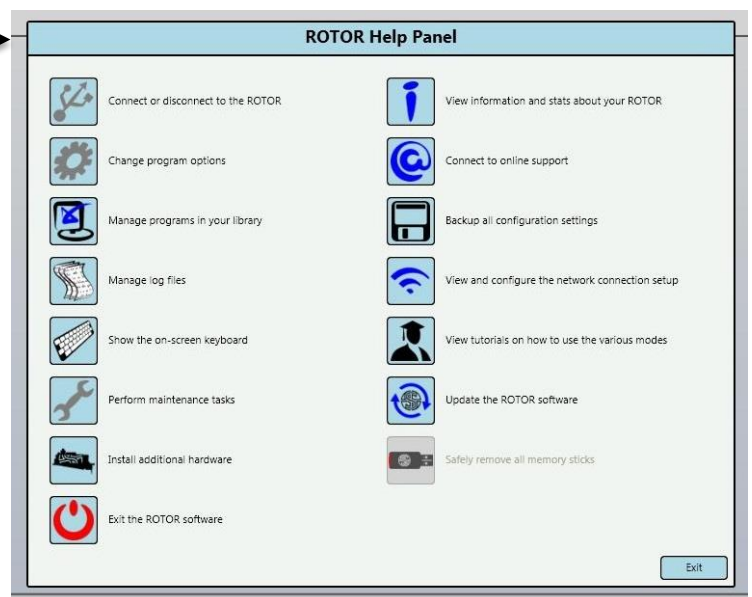 ROTOR Help Panel
Connect or disconnect to the ROTOR
View information and stats about your ROTOR
Change program options
Connect to online support
Manage programs in your library
Backup all configuration settings
Manage log files
View and configure the network connection setup
Show the on-screen keyboard
View tutorials on how to use the various modes
Perform maintenance tasks
Update the ROTOR software
Install additional hardware
Safely remove all memory sticks
Exit the ROTOR software
Exit